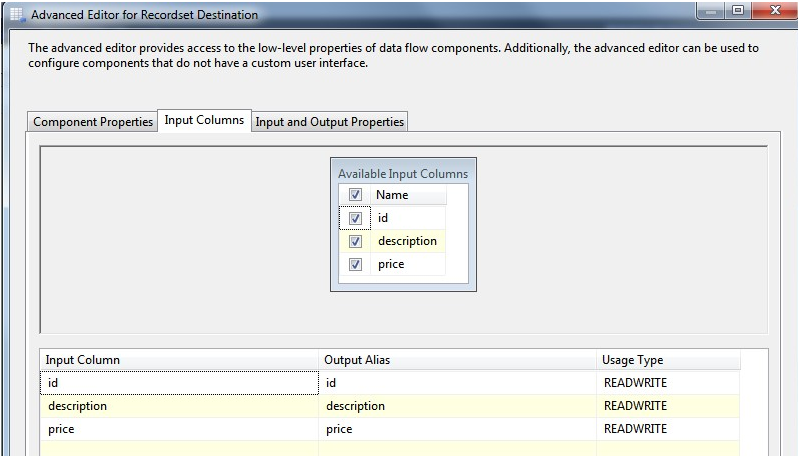 Advanced Editor for Recordset Destination
The advanced editor provides access to the low-level properties of data flow components. Additionally, the advanced editor can be used to
configure components that do not have a custom user interface.
Component Properties Input Columns Input and Output Properties
Available Input Columns
Name
id
description
price
Input Column Output Alias Usage Type
id id READWRITE
description description READWRITE
price price READWRITE